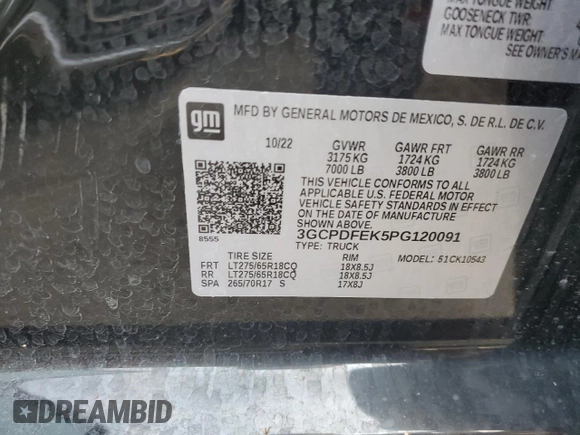 MAX TONGUE WEIGHT:
GOOSENECK TWR:
MAX TONGUE WEIGHT:
SEE OWNER'S MA
gm
MFD BY GENERAL MOTORS DE MEXICO, S. DE R.L. DE C.V.
10/22 GVWR GAWR FRT GAWR RR
3175 KG 1724 KG 1724 KG
7000 LB 3800 LB 3800 LB
THIS VEHICLE CONFORMS TO ALL
APPLICABLE U.S. FEDERAL MOTOR
VEHICLE SAFETY STANDARDS IN EFFECT
ON THE DATE OF MANUFACTURE
SHOWN ABOVE.
8555 3GCPDFEK5PG120091
TYPE: TRUCK MODEL: 51CK10543
TIRE SIZE RIM
FRT LT275/65R18CQ 18X8.5J
RR LT275/65R18CQ 18X8.5J
SPA 265/70R17 S 17X8J
DREAMBID